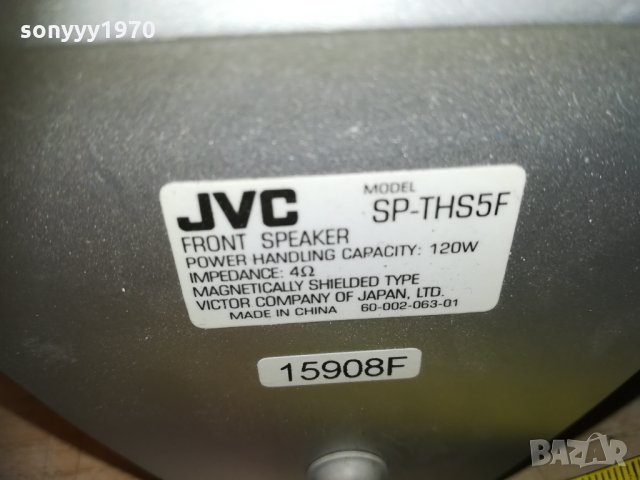 sonyyy1970
JVC
MODEL SP-THS5F
FRONT SPEAKER
POWER HANDLING CAPACITY: 120W
IMPEDANCE: 4Ω
MAGNETICALLY SHIELDED TYPE
VICTOR COMPANY OF JAPAN, LTD.
MADE IN CHINA 60-002-063-01
15908F
BAZAR